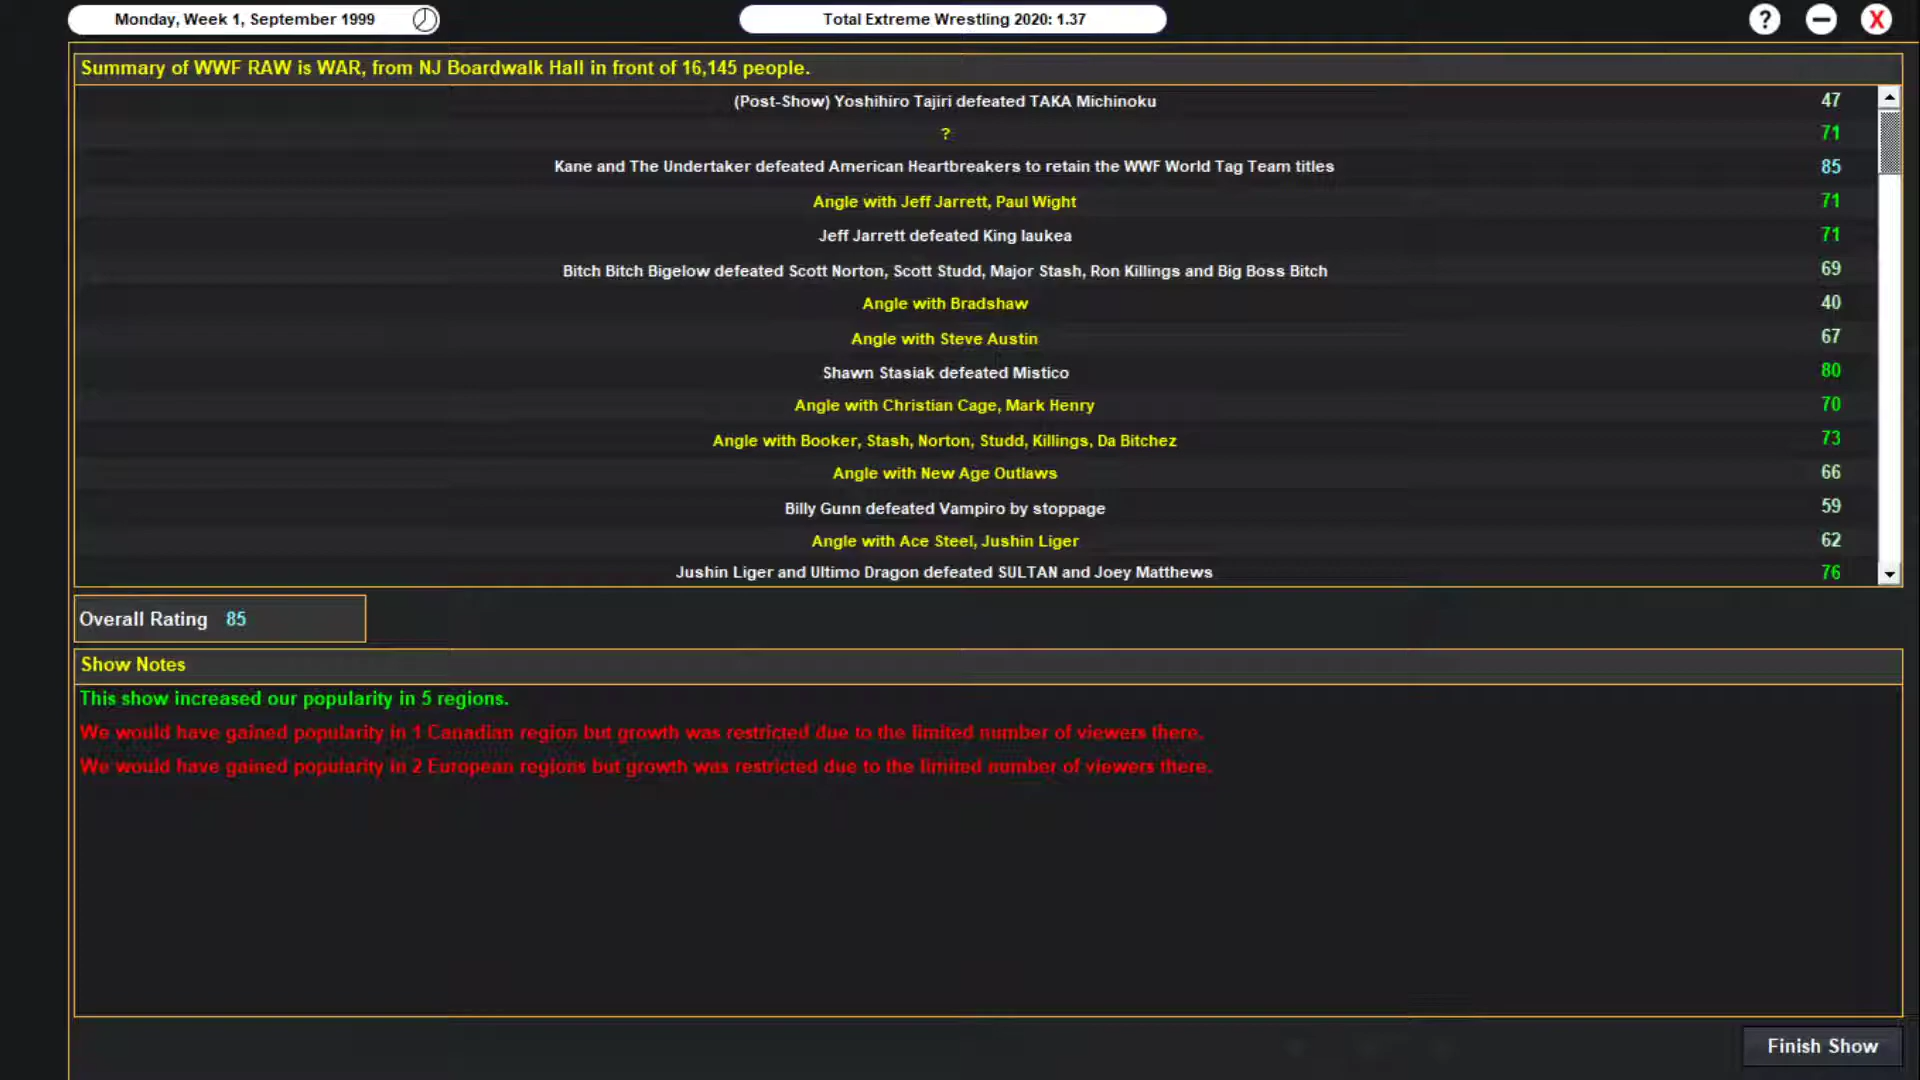 Monday, Week 1, September 1999
Total Extreme Wrestling 2020: 1.37
?
X
Summary of WWF RAW is WAR, from NJ Boardwalk Hall in front of 16,145 people.
(Post-Show) Yoshihiro Tajiri defeated TAKA Michinoku 47
? 71
Kane and The Undertaker defeated American Heartbreakers to retain the WWF World Tag Team titles 85
Angle with Jeff Jarrett, Paul Wight 71
Jeff Jarrett defeated King Iaukea 71
Bitch Bitch Bigelow defeated Scott Norton, Scott Studd, Major Stash, Ron Killings and Big Boss Bitch 69
Angle with Bradshaw 40
Angle with Steve Austin 67
Shawn Stasiak defeated Mistico 80
Angle with Christian Cage, Mark Henry 70
Angle with Booker, Stash, Norton, Studd, Killings, Da Bitchez 73
Angle with New Age Outlaws 66
Billy Gunn defeated Vampiro by stoppage 59
Angle with Ace Steel, Jushin Liger 62
Jushin Liger and Ultimo Dragon defeated SULTAN and Joey Matthews 76
Overall Rating 85
Show Notes
This show increased our popularity in 5 regions.
We would have gained popularity in 1 Canadian region but growth was restricted due to the limited number of viewers there.
We would have gained popularity in 2 European regions but growth was restricted due to the limited number of viewers there.
Finish Show